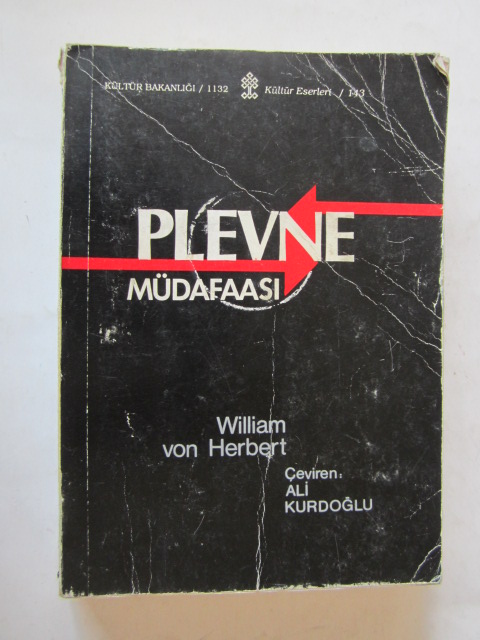 KÜLTÜR BAKANLIĞI / 1132 Kültür Eserleri / 143
PLEVNE
MÜDAFAASI
William
von Herbert
Çeviren:
ALİ
KURDOĞLU